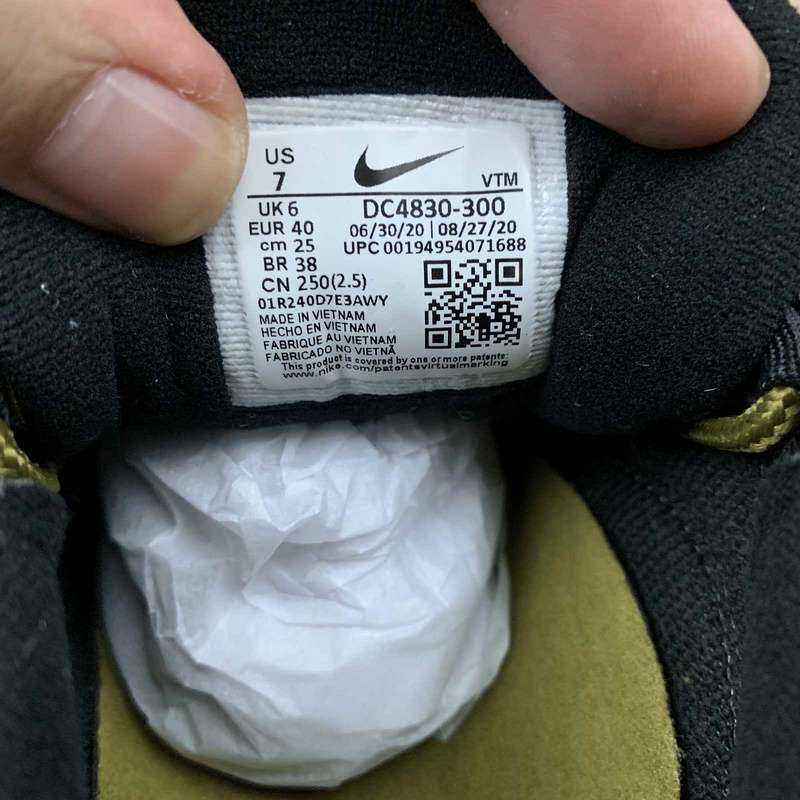 US
7
VTM
UK 6
DC4830-300
EUR 40
06/30/20 | 08/27/20
cm 25
UPC 00194954071688
BR 38
CN 250(2.5)
01R240D7E3AWY
MADE IN VIETNAM
HECHO EN VIETNAM
FABRIQUE AU VIETNAM
FABRICADO NO VIETNÃ
This product is covered by one or more patents:
www.nike.com/patentsvirtualmarking